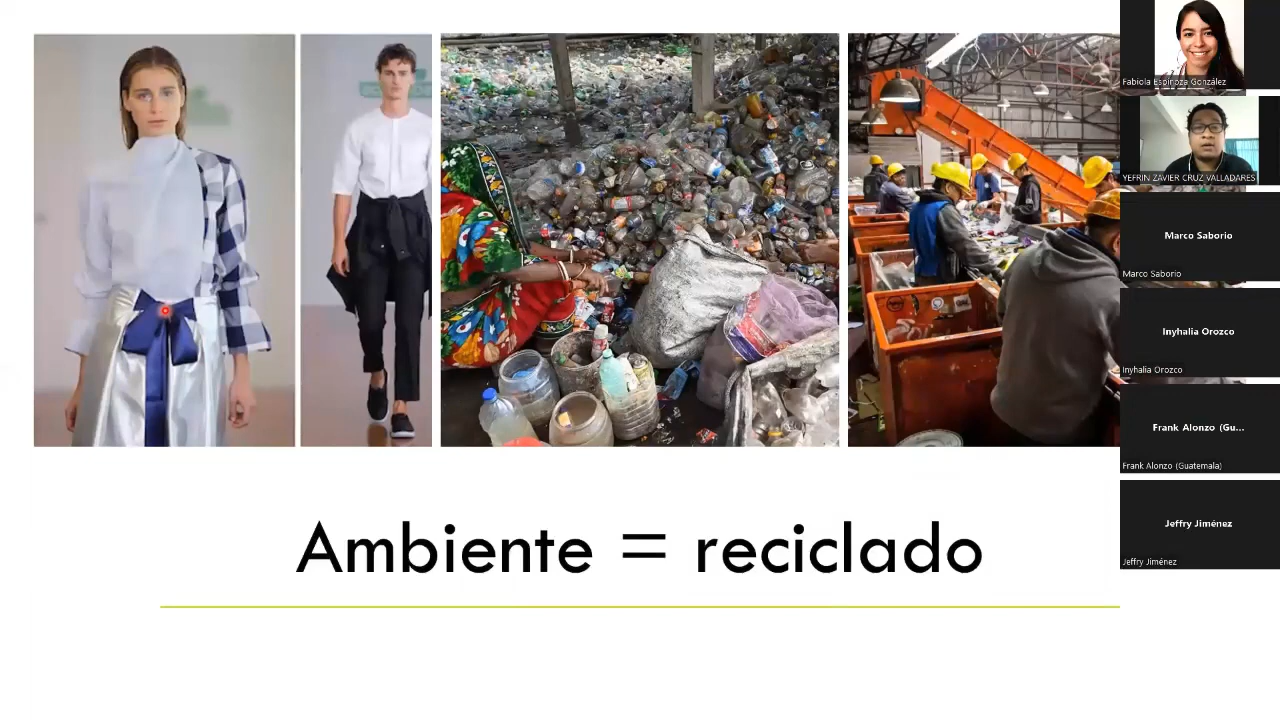 Ambiente = reciclado
Fabiola Espinoza González
YEFRIN ZAVIER CRUZ VALLADARES
Marco Saborio
Marco Saborio
Inyhalia Orozco
Inyhalia Orozco
Frank Alonzo (Gu...
Frank Alonzo (Guatemala)
Jeffry Jiménez
Jeffry Jiménez